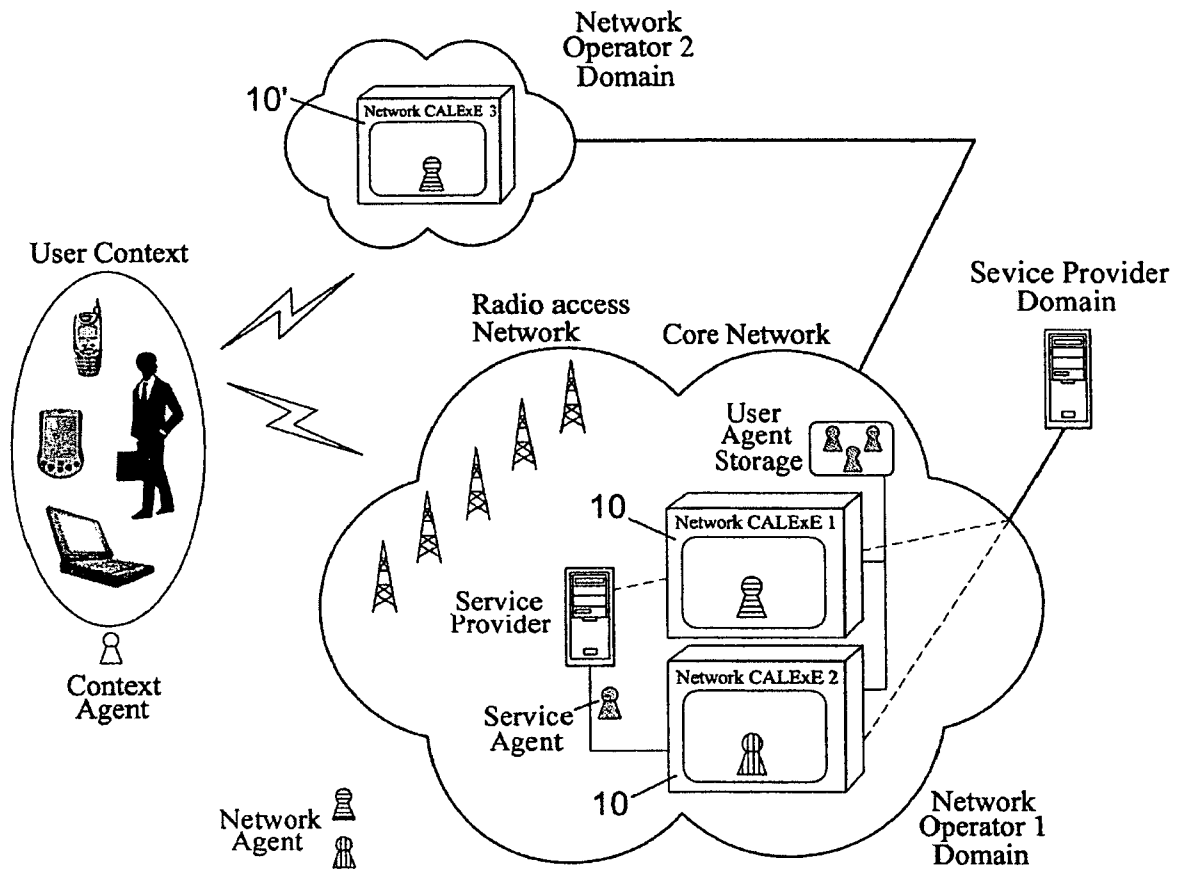 Network
Operator 2
Domain
10'
Network CALExE 3
User Context
Sevice Provider
Domain
Radio access
Network
Core Network
User
Agent
Storage
10
Network CALExE 1
Service
Provider
Network CALExE 2
Context
Agent
Service
Agent
10
Network
Agent
Network
Operator 1
Domain